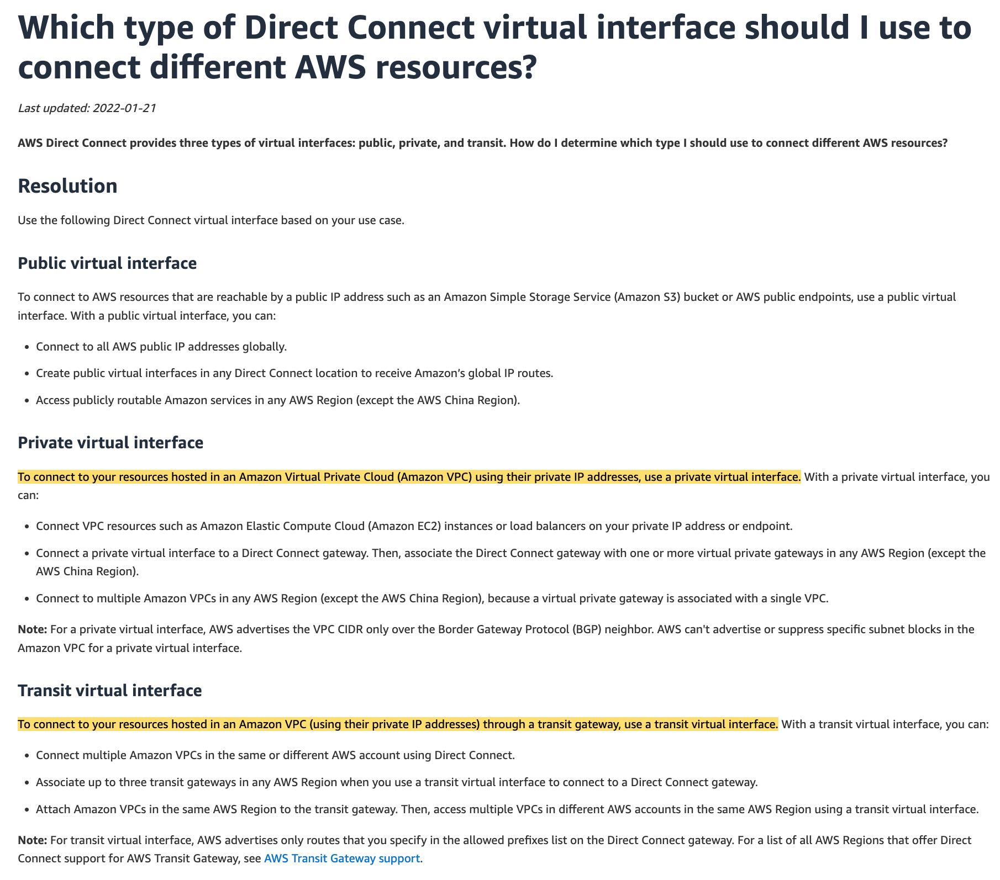 Which type of Direct Connect virtual interface should I use to
connect different AWS resources?
Last updated: 2022-01-21
AWS Direct Connect provides three types of virtual interfaces: public, private, and transit. How do I determine which type I should use to connect different AWS resources?
Resolution
Use the following Direct Connect virtual interface based on your use case.
Public virtual interface
To connect to AWS resources that are reachable by a public IP address such as an Amazon Simple Storage Service (Amazon S3) bucket or AWS public endpoints, use a public virtual
interface. With a public virtual interface, you can:
• Connect to all AWS public IP addresses globally.
• Create public virtual interfaces in any Direct Connect location to receive Amazon’s global IP routes.
• Access publicly routable Amazon services in any AWS Region (except the AWS China Region).
Private virtual interface
To connect to your resources hosted in an Amazon Virtual Private Cloud (Amazon VPC) using their private IP addresses, use a private virtual interface. With a private virtual interface, you
can:
• Connect VPC resources such as Amazon Elastic Compute Cloud (Amazon EC2) instances or load balancers on your private IP address or endpoint.
• Connect a private virtual interface to a Direct Connect gateway. Then, associate the Direct Connect gateway with one or more virtual private gateways in any AWS Region (except the
AWS China Region).
• Connect to multiple Amazon VPCs in any AWS Region (except the AWS China Region), because a virtual private gateway is associated with a single VPC.
Note: For a private virtual interface, AWS advertises the VPC CIDR only over the Border Gateway Protocol (BGP) neighbor. AWS can't advertise or suppress specific subnet blocks in the
Amazon VPC for a private virtual interface.
Transit virtual interface
To connect to your resources hosted in an Amazon VPC (using their private IP addresses) through a transit gateway, use a transit virtual interface. With a transit virtual interface, you can:
• Connect multiple Amazon VPCs in the same or different AWS account using Direct Connect.
• Associate up to three transit gateways in any AWS Region when you use a transit virtual interface to connect to a Direct Connect gateway.
• Attach Amazon VPCs in the same AWS Region to the transit gateway. Then, access multiple VPCs in different AWS accounts in the same AWS Region using a transit virtual interface.
Note: For transit virtual interface, AWS advertises only routes that you specify in the allowed prefixes list on the Direct Connect gateway. For a list of all AWS Regions that offer Direct
Connect support for AWS Transit Gateway, see AWS Transit Gateway support.